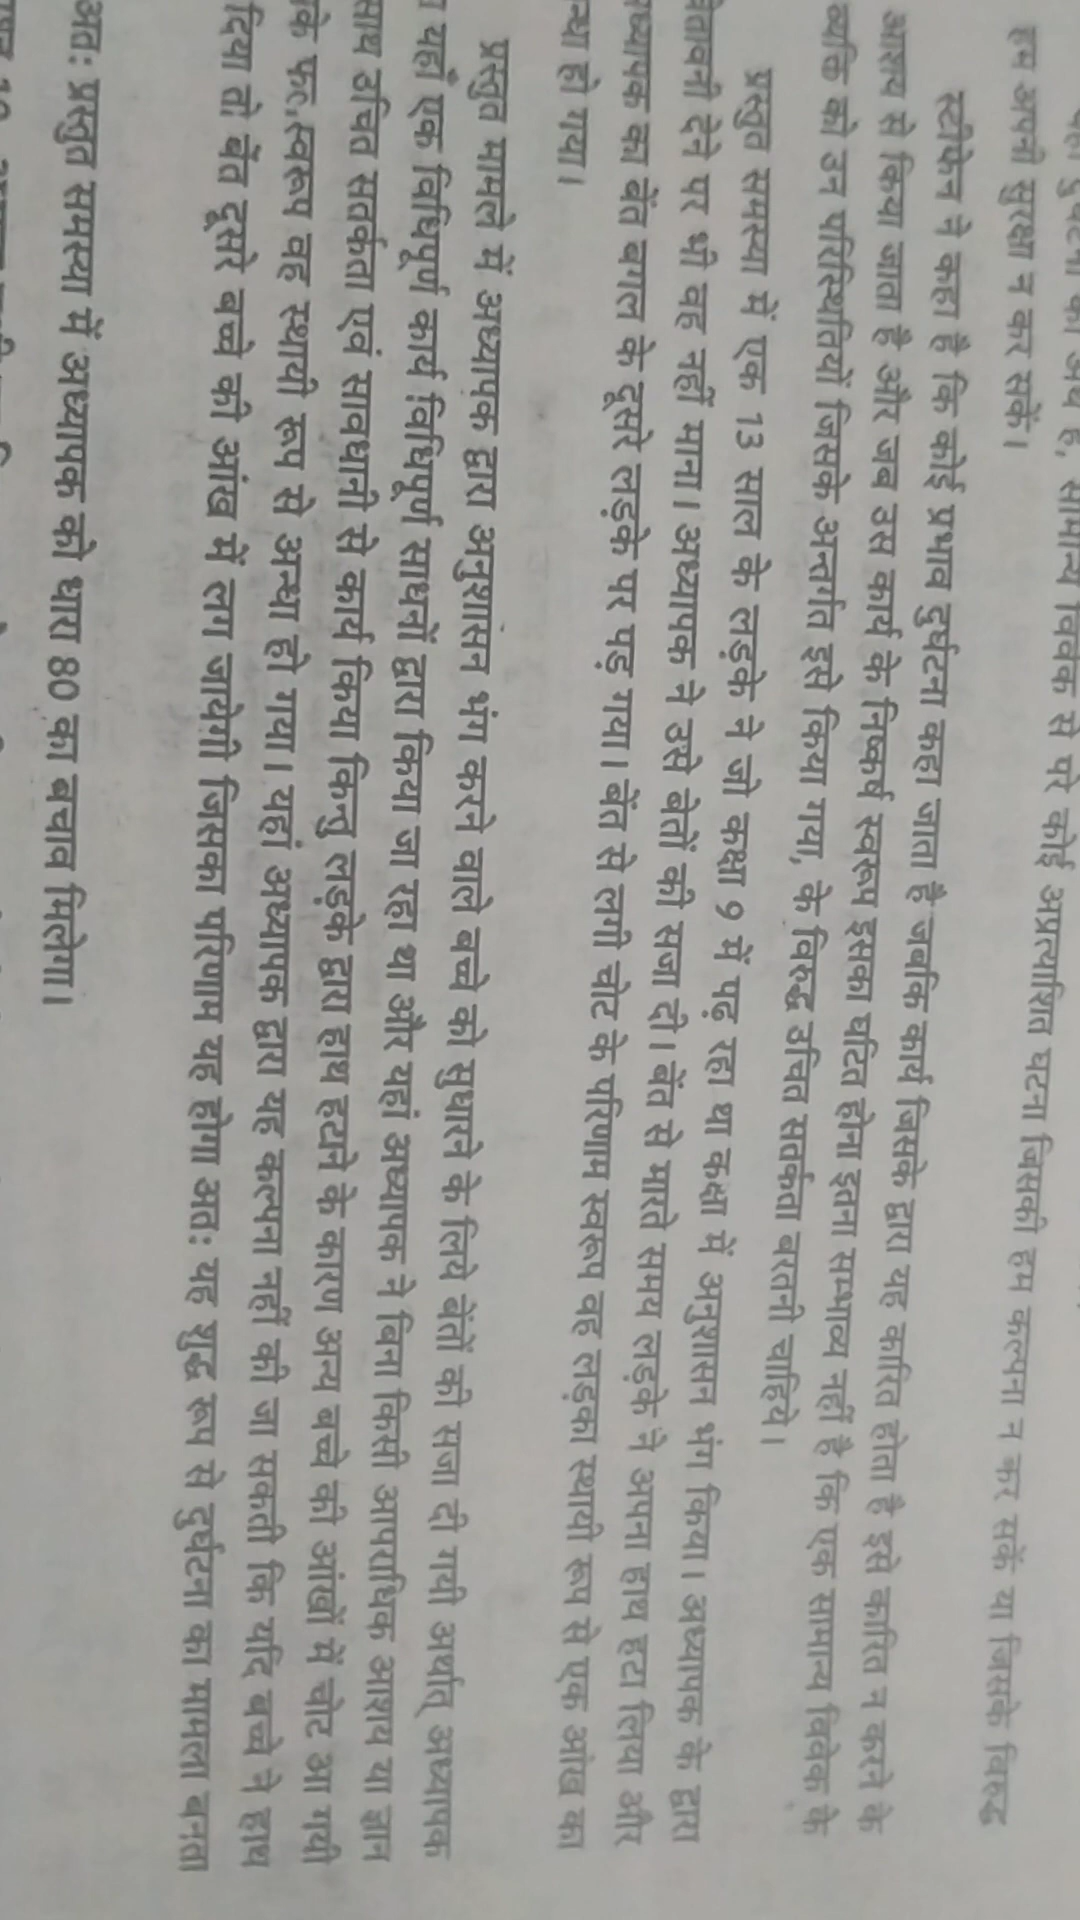 दुर्घटना का अर्थ है, सामान्य विवेक से परे कोई अप्रत्याशित घटना जिसकी हम कल्पना न कर सकें या जिसके विरुद्ध
हम अपनी सुरक्षा न कर सकें।
स्टीफेन ने कहा है कि कोई प्रभाव दुर्घटना कहा जाता है जबकि कार्य जिसके द्वारा यह कारित होता है इसे कारित न करने के
आशय से किया जाता है और जब उस कार्य के निष्कर्ष स्वरूप इसका घटित होना इतना सम्भाव्य नहीं है कि एक सामान्य विवेक के
व्यक्ति को उन परिस्थितियों जिसके अन्तर्गत इसे किया गया, के विरुद्ध उचित सतर्कता बरतनी चाहिये।
प्रस्तुत समस्या में एक 13 साल के लड़के ने जो कक्षा 9 में पढ़ रहा था कक्षा में अनुशासन भंग किया। अध्यापक के द्वारा
चेतावनी देने पर भी वह नहीं माना। अध्यापक ने उसे बेतों की सजा दी। बेंत से मारते समय लड़के ने अपना हाथ हटा लिया और
अध्यापक का बेंत बगल के दूसरे लड़के पर पड़ गया। बेंत से लगी चोट के परिणाम स्वरूप वह लड़का स्थायी रूप से एक आंख का
अन्धा हो गया।
प्रस्तुत मामले में अध्यापक द्वारा अनुशासन भंग करने वाले बच्चे को सुधारने के लिये बेंतों की सजा दी गयी अर्थात् अध्यापक
यहाँ एक विधिपूर्ण कार्य विधिपूर्ण साधनों द्वारा किया जा रहा था और यहां अध्यापक ने बिना किसी आपराधिक आशय या ज्ञान
साथ उचित सतर्कता एवं सावधानी से कार्य किया किन्तु लड़के द्वारा हाथ हटाने के कारण अन्य बच्चे की आंखों में चोट आ गयी
के फलस्वरूप वह स्थायी रूप से अन्धा हो गया। यहां अध्यापक द्वारा यह कल्पना नहीं की जा सकती कि यदि बच्चे ने हाथ
दिया तो बेंत दूसरे बच्चे की आंख में लग जायेगी जिसका परिणाम यह होगा अतः यह शुद्ध रूप से दुर्घटना का मामला बनता
अतः प्रस्तुत समस्या में अध्यापक को धारा 80 का बचाव मिलेगा।